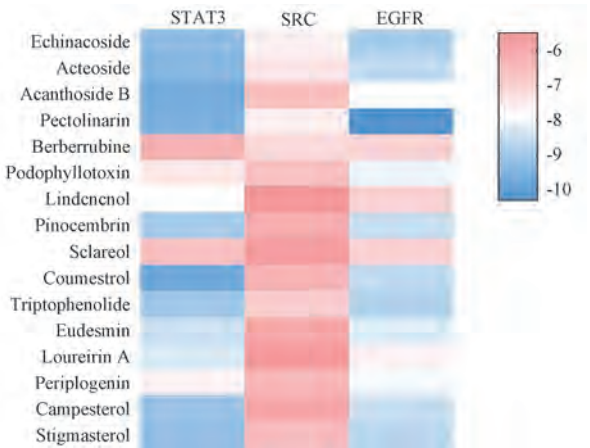 STAT3 SRC EGFR
Echinacoside
Acteoside
Acanthoside B
Pectolinarin
Berberrubine
Podophyllotoxin
Lindenenol
Pinocembrin
Sclareol
Coumestrol
Triptophenolide
Eudesmin
Loureirin A
Periplogenin
Campesterol
Stigmasterol
-6
-7
-8
-9
-10